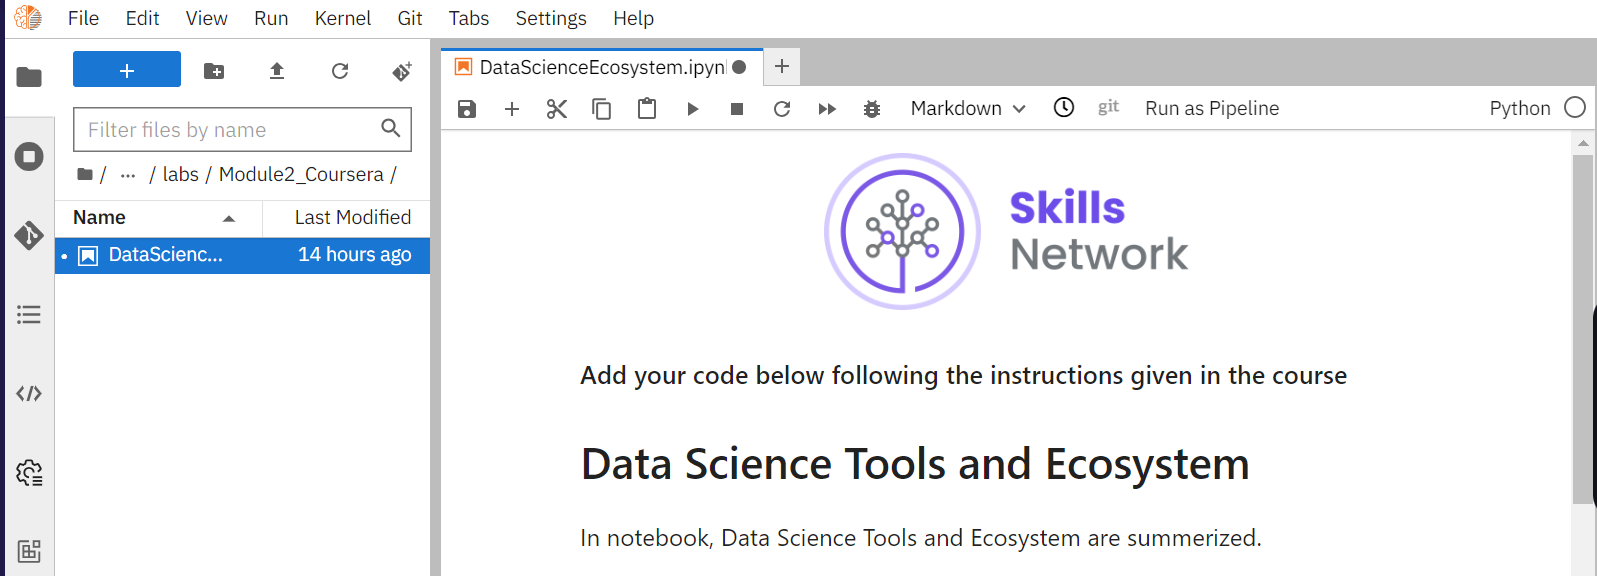 File Edit View Run Kernel Git Tabs Settings Help
DataScienceEcosystem.ipyn
Filter files by name
Markdown
git
Run as Pipeline
Python
/ ... / labs / Module2_Coursera /
Name
Last Modified
DataScienc...
14 hours ago
Skills
Network
Add your code below following the instructions given in the course
Data Science Tools and Ecosystem
In notebook, Data Science Tools and Ecosystem are summerized.